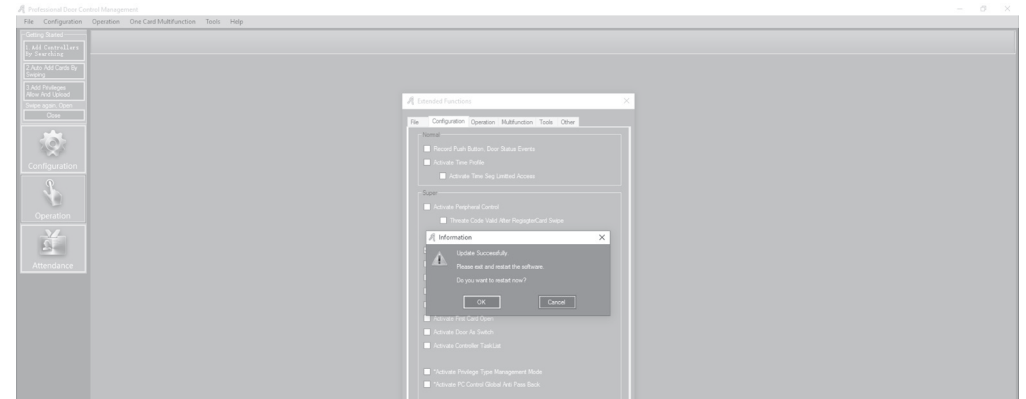 Professional Door Control Management
File Configuration Operation One Card Multifunction Tools Help
Getting Started
1.Add Controllers
By Searching
2.Auto Add Cards By
Swiping
3.Add Privileges
Allow And Upload
Swipe again: Open
Close
Configuration
Operation
Attendance
Extended Functions
File Configuration Operation Multifunction Tools Other
Normal
Record Push Button, Door Status Events
Activate Time Profile
Activate Time Seg Limited Access
Super
Activate Peripheral Control
Threate Code Valid After RegegterCard Swipe
Information
Update Successfully
Please exit and restart the software.
Do you want to restart now?
OK Cancel
Activate First Card Open
Activate Door As Switch
Activate Controller TaskList
*Activate Privilege Type Management Mode
*Activate PC Control Global Anti Pass Back